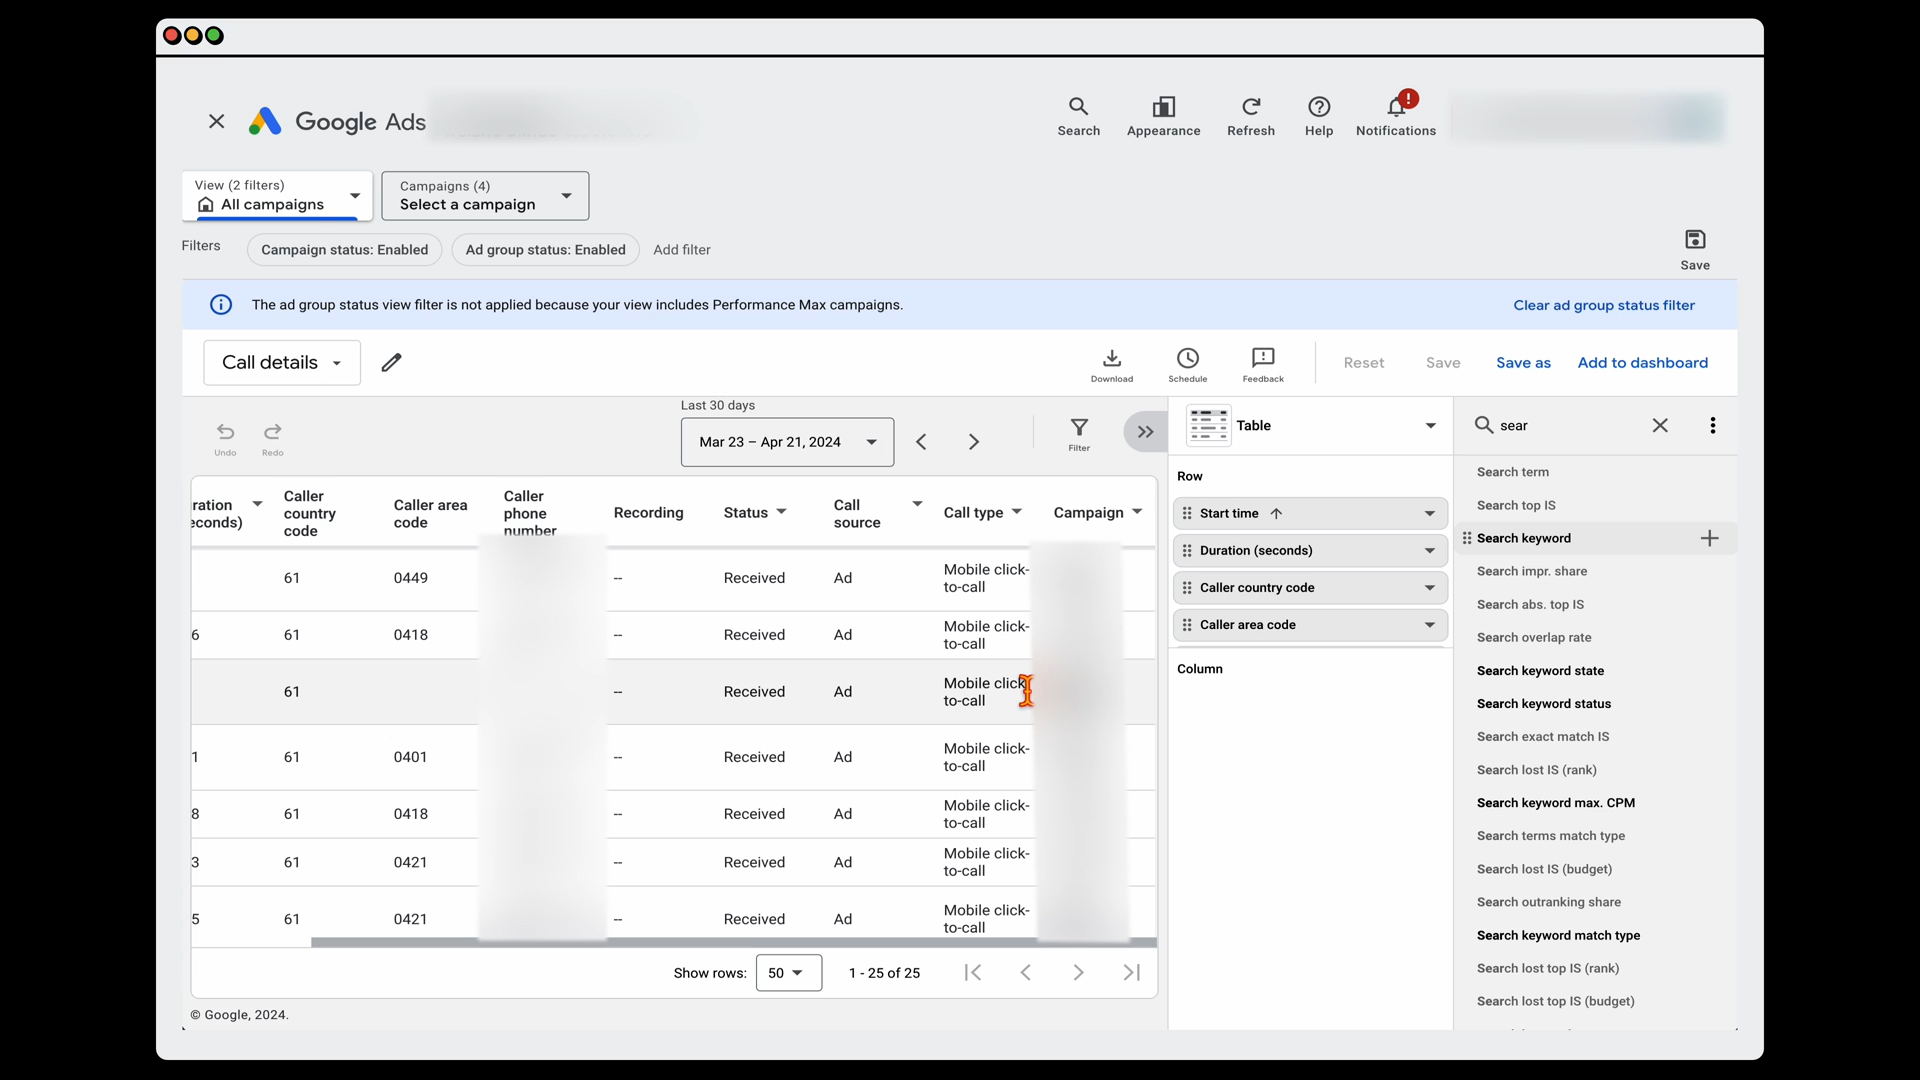 Google Ads
Search
Appearance
Refresh
Help
Notifications
!
View (2 filters)
All campaigns
Campaigns (4)
Select a campaign
Filters
Campaign status: Enabled
Ad group status: Enabled
Add filter
Save
The ad group status view filter is not applied because your view includes Performance Max campaigns.
Clear ad group status filter
Call details
Download
Schedule
Feedback
Reset
Save
Save as
Add to dashboard
Undo
Redo
Last 30 days
Mar 23 – Apr 21, 2024
Filter
ration
econds)
Caller
country
code
Caller area
code
Caller
phone
number
Recording
Status
Call
source
Call type
Campaign
61 0449 -- Received Ad Mobile click-
to-call
6 61 0418 -- Received Ad Mobile click-
to-call
61 -- Received Ad Mobile click-
to-call
1 61 0401 -- Received Ad Mobile click-
to-call
8 61 0418 -- Received Ad Mobile click-
to-call
3 61 0421 -- Received Ad Mobile click-
to-call
5 61 0421 -- Received Ad Mobile click-
to-call
Show rows: 50 1 - 25 of 25
© Google, 2024.
Table
Row
Start time
Duration (seconds)
Caller country code
Caller area code
Column
sear
Search term
Search top IS
Search keyword
Search impr. share
Search abs. top IS
Search overlap rate
Search keyword state
Search keyword status
Search exact match IS
Search lost IS (rank)
Search keyword max. CPM
Search terms match type
Search lost IS (budget)
Search outranking share
Search keyword match type
Search lost top IS (rank)
Search lost top IS (budget)